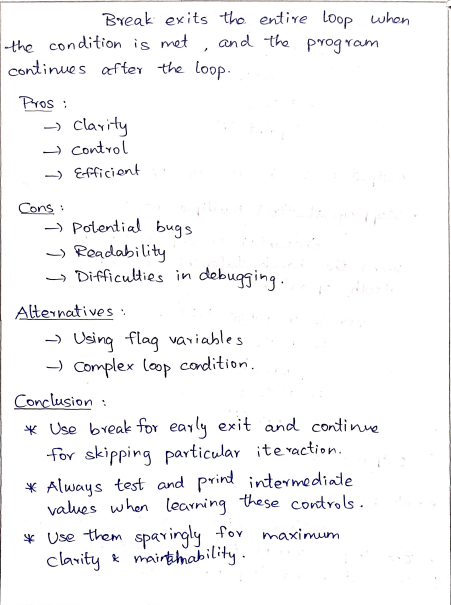 Break exits the entire loop when
the condition is met, and the program
continues after the loop.
Pros :
→ Clarity
→ control
→ Efficient
Cons :
→ Potential bugs
→ Readability
→ Difficulties in debugging.
Alternatives :
→ Using flag variables
→ Complex loop condition.
Conclusion :
* Use break for early exit and continue
for skipping particular iteraction.
* Always test and print intermediate
values when learning these controls.
* Use them sparingly for maximum
clarity &